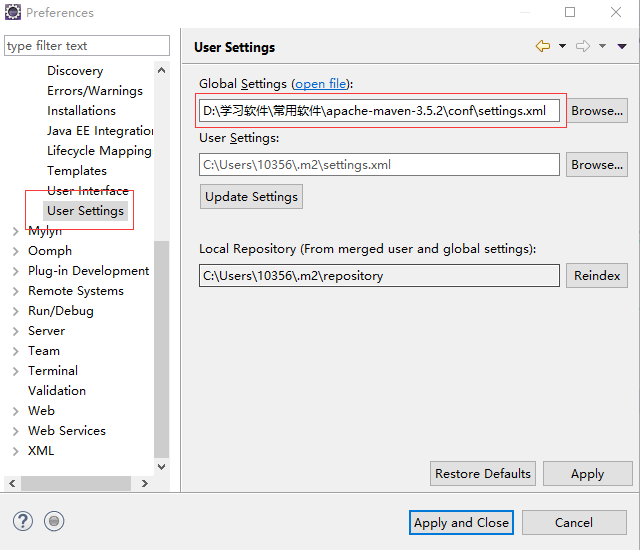 Preferences
type filter text
Discovery
Errors/Warnings
Installations
Java EE Integration
Lifecycle Mapping
Templates
User Interface
User Settings
Mylyn
Oomph
Plug-in Development
Remote Systems
Run/Debug
Server
Team
Terminal
Validation
Web
Web Services
XML
User Settings
Global Settings (open file):
D:\学习软件\常用软件\apache-maven-3.5.2\conf\settings.xml
Browse...
User Settings:
C:\Users\10356\.m2\settings.xml
Browse...
Update Settings
Local Repository (From merged user and global settings):
C:\Users\10356\.m2\repository
Reindex
Restore Defaults
Apply
?
Apply and Close
Cancel